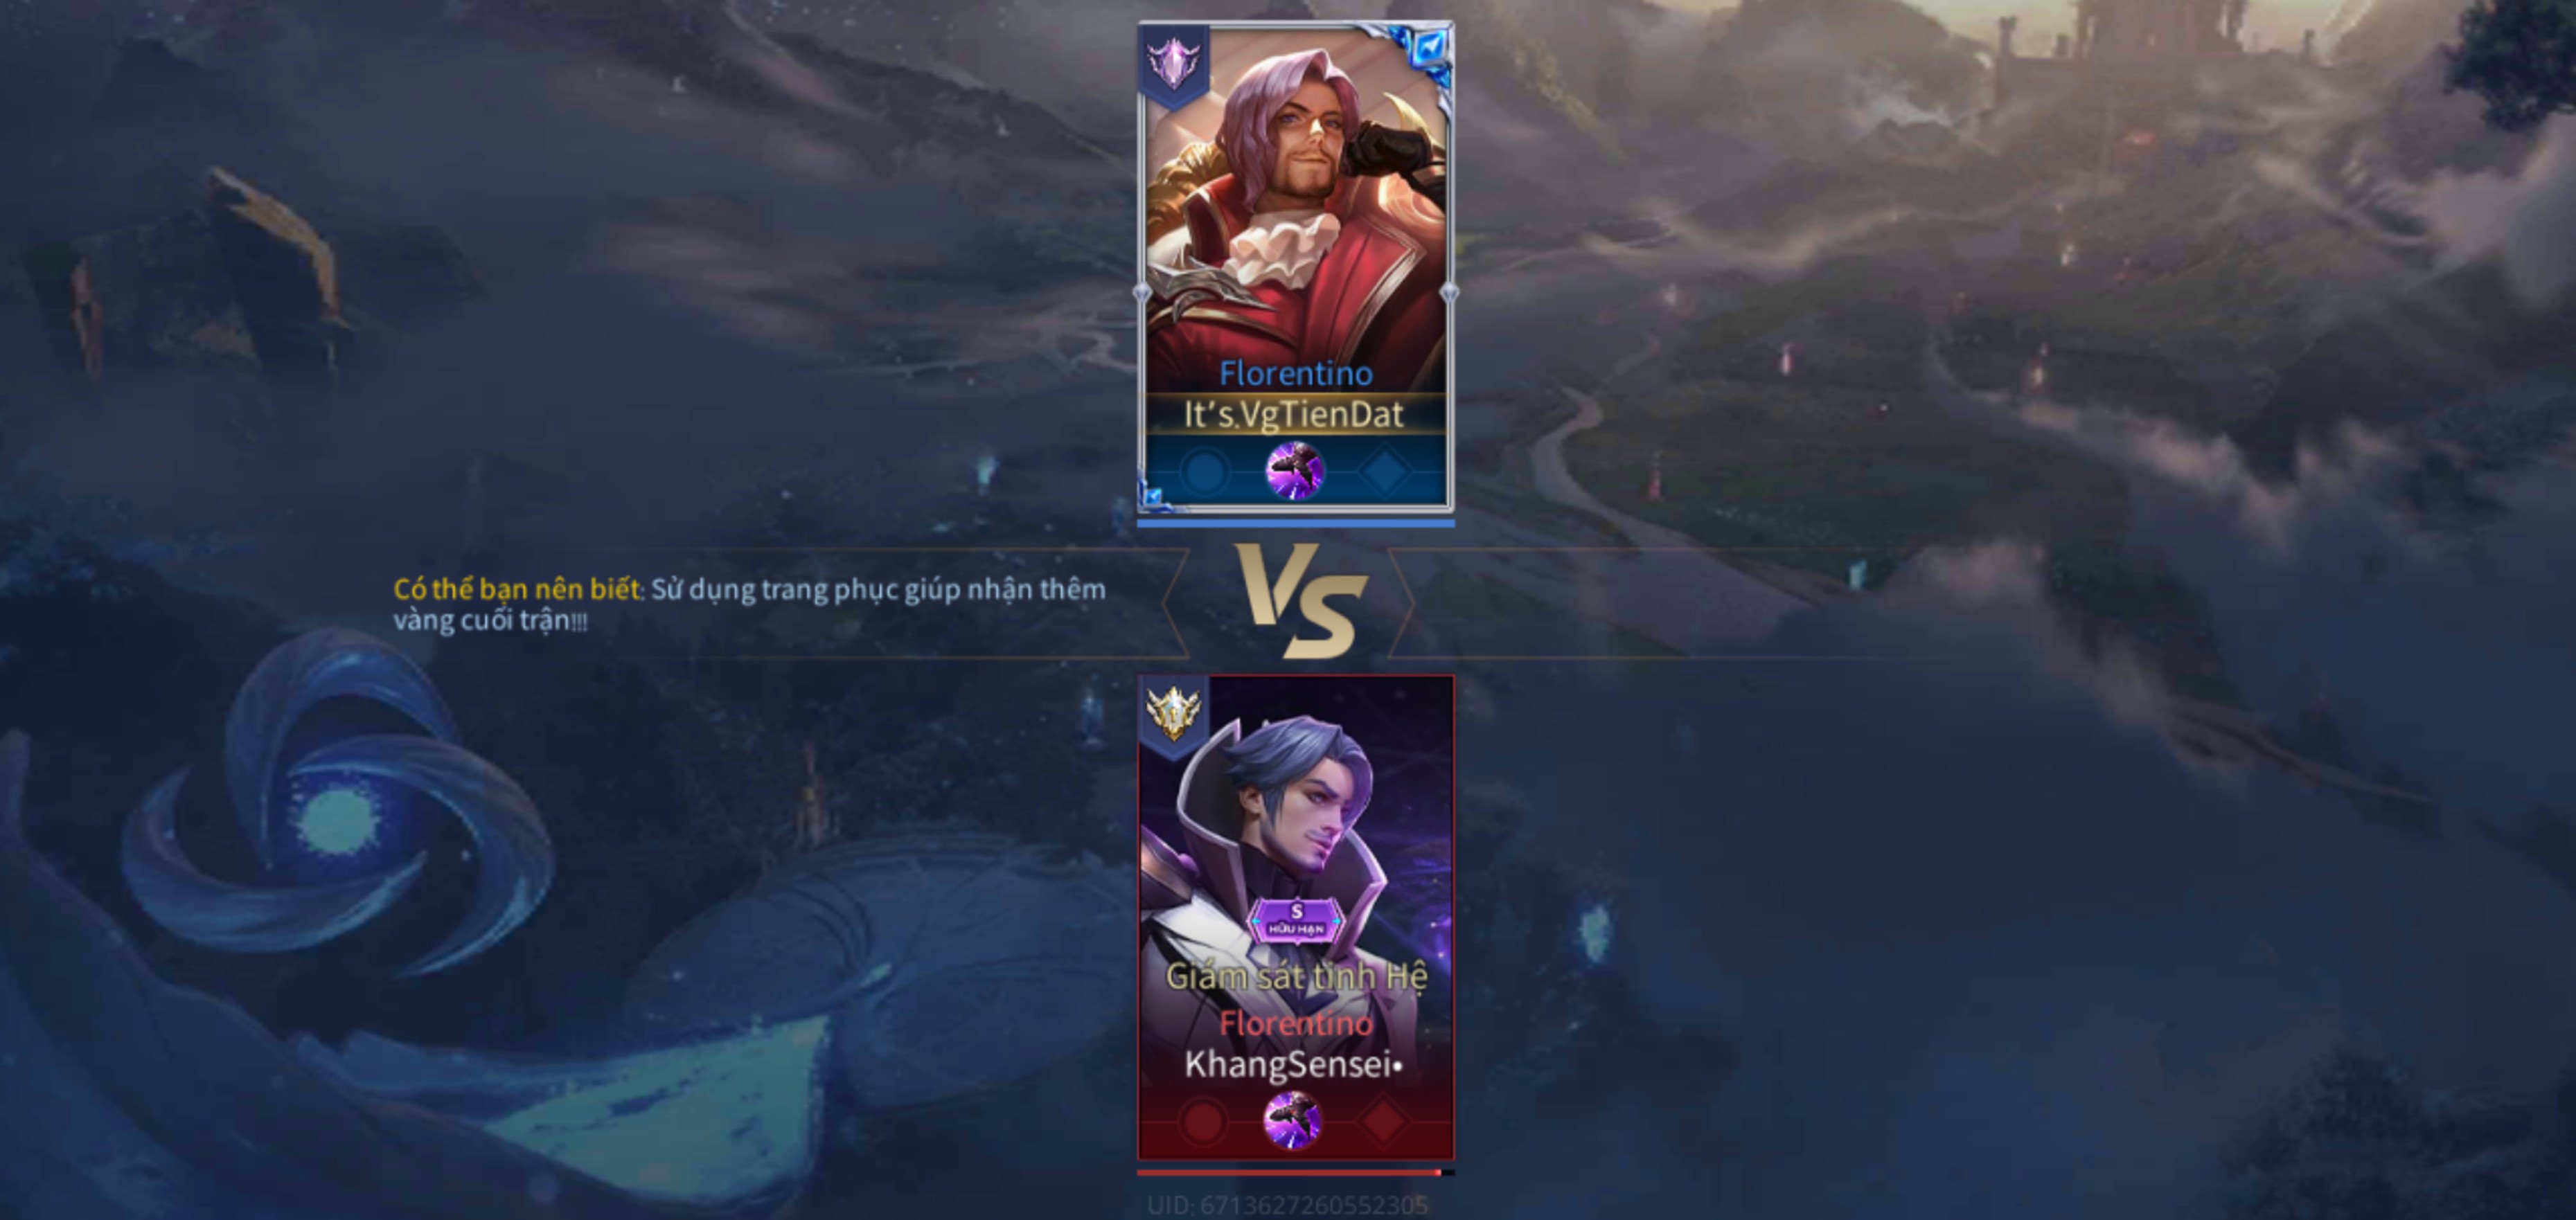 Florentino
It's.VgTienDat
Có thể bạn nên biết: Sử dụng trang phục giúp nhận thêm
vàng cuối trận!!!
VS
S
HỮU HẠN
Giám sát tinh Hệ
Florentino
KhangSensei•
UID: 6713627260552305